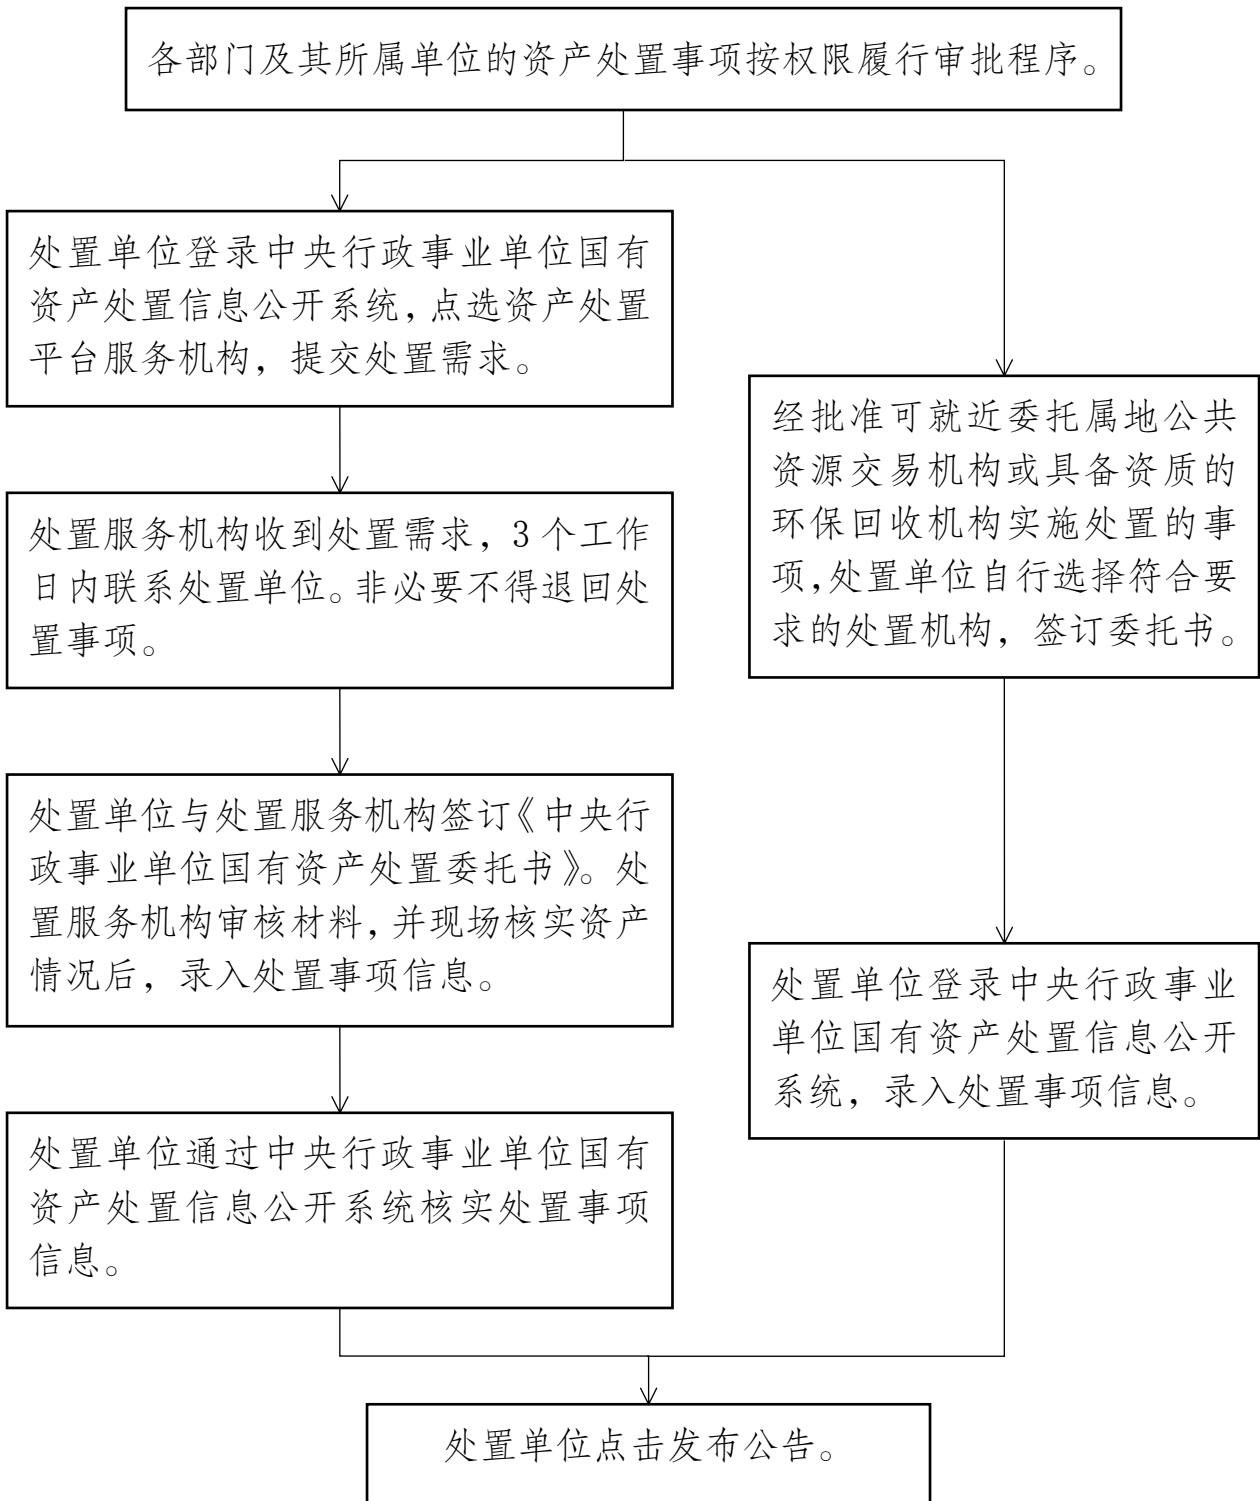 各部门及其所属单位的资产处置事项按权限履行审批程序。
处置单位登录中央行政事业单位国有
资产处置信息公开系统，点选资产处置
平台服务机构，提交处置需求。
处置服务机构收到处置需求，3个工作
日内联系处置单位。非必要不得退回处
置事项。
处置单位与处置服务机构签订《中央行
政事业单位国有资产处置委托书》。处
置服务机构审核材料，并现场核实资产
情况后，录入处置事项信息。
处置单位通过中央行政事业单位国有
资产处置信息公开系统核实处置事项
信息。
经批准可就近委托属地公共
资源交易机构或具备资质的
环保回收机构实施处置的事
项，处置单位自行选择符合要
求的处置机构，签订委托书。
处置单位登录中央行政事业
单位国有资产处置信息公开
系统，录入处置事项信息。
处置单位点击发布公告。